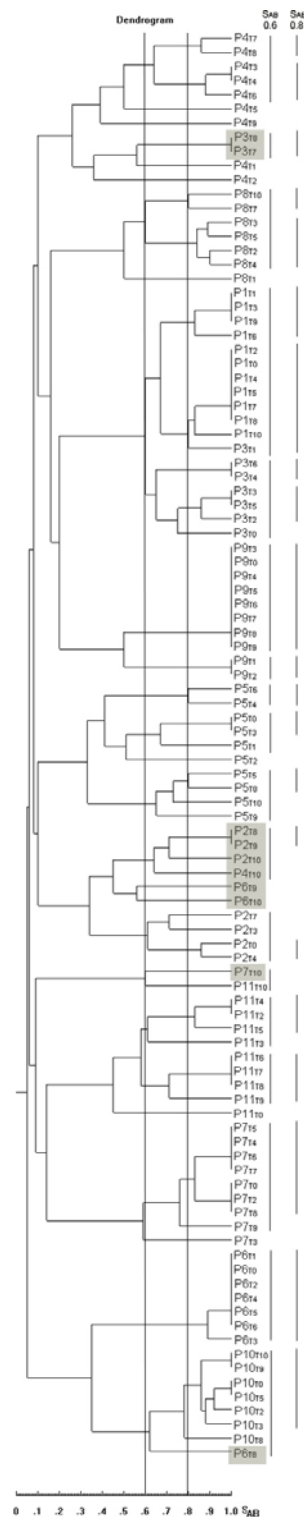 Dendrogram
SAB SAB
0.6 0.8
P4T7
P4T8
P4T3
P4T4
P4T6
P4T5
P4T9
P3T8
P3T7
P4T1
P4T2
P8T10
P8T7
P8T3
P8T5
P8T2
P8T4
P8T1
P1T1
P1T3
P1T9
P1T6
P1T2
P1T0
P1T4
P1T5
P1T7
P1T8
P1T10
P3T1
P3T6
P3T4
P3T3
P3T5
P3T2
P3T0
P9T3
P9T0
P9T4
P9T5
P9T6
P9T7
P9T8
P9T9
P9T1
P9T2
P5T6
P5T4
P5T0
P5T3
P5T1
P5T2
P5T5
P5T8
P5T10
P5T9
P2T8
P2T9
P2T10
P4T10
P6T9
P6T10
P2T7
P2T3
P2T0
P2T4
P7T10
P11T10
P11T4
P11T2
P11T5
P11T3
P11T6
P11T7
P11T8
P11T9
P11T0
P7T5
P7T4
P7T6
P7T7
P7T0
P7T2
P7T8
P7T9
P7T3
P6T1
P6T0
P6T2
P6T4
P6T5
P6T6
P6T3
P10T10
P10T9
P10T0
P10T5
P10T2
P10T3
P10T8
P6T8
0 .1 .2 .3 .4 .5 .6 .7 .8 .9 1.0 SAB